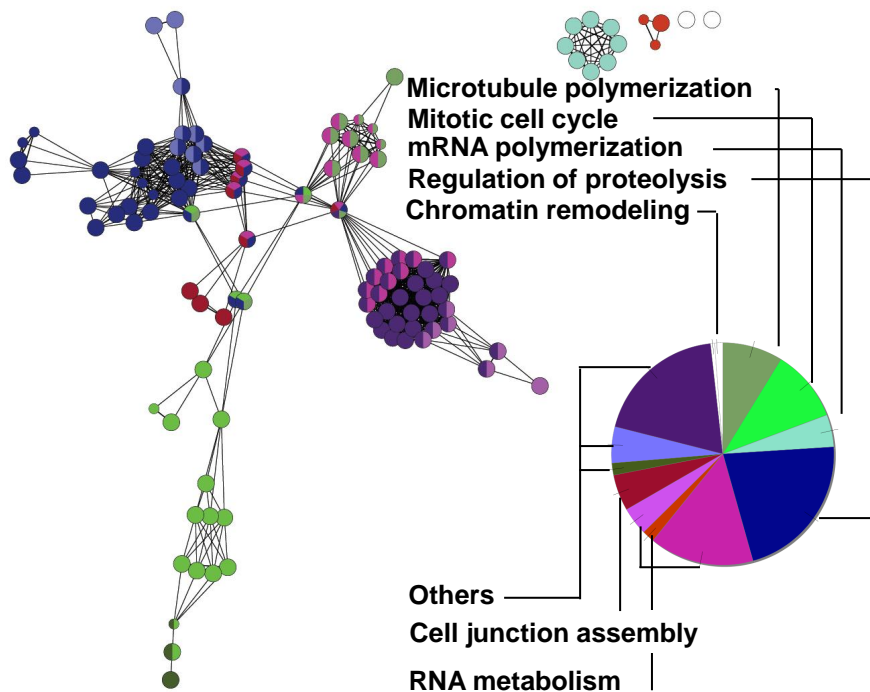 Microtubule polymerization
Mitotic cell cycle
mRNA polymerization
Regulation of proteolysis
Chromatin remodeling
Others
Cell junction assembly
RNA metabolism